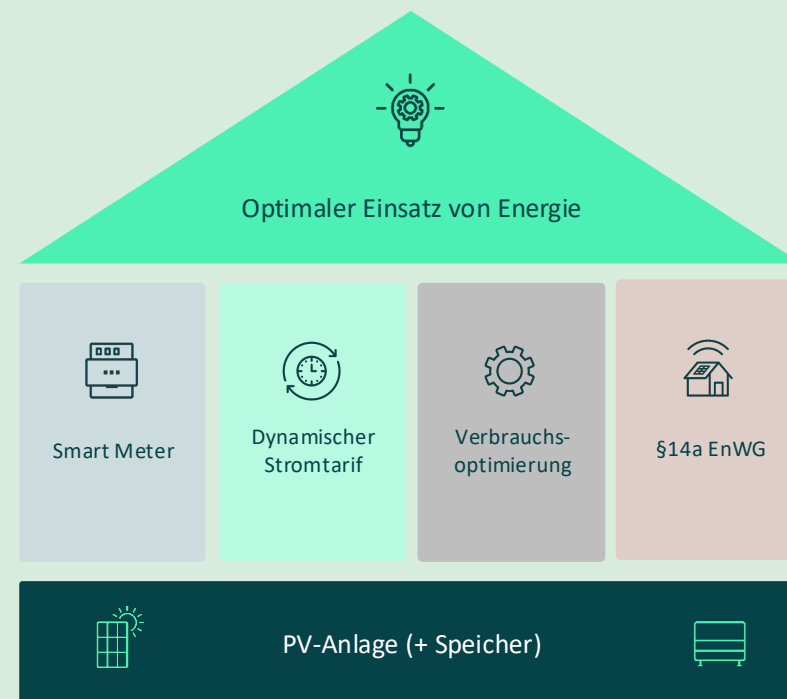 Optimaler Einsatz von Energie
Smart Meter
Dynamischer
Stromtarif
Verbrauchs-
optimierung
§14a EnWG
PV-Anlage (+ Speicher)